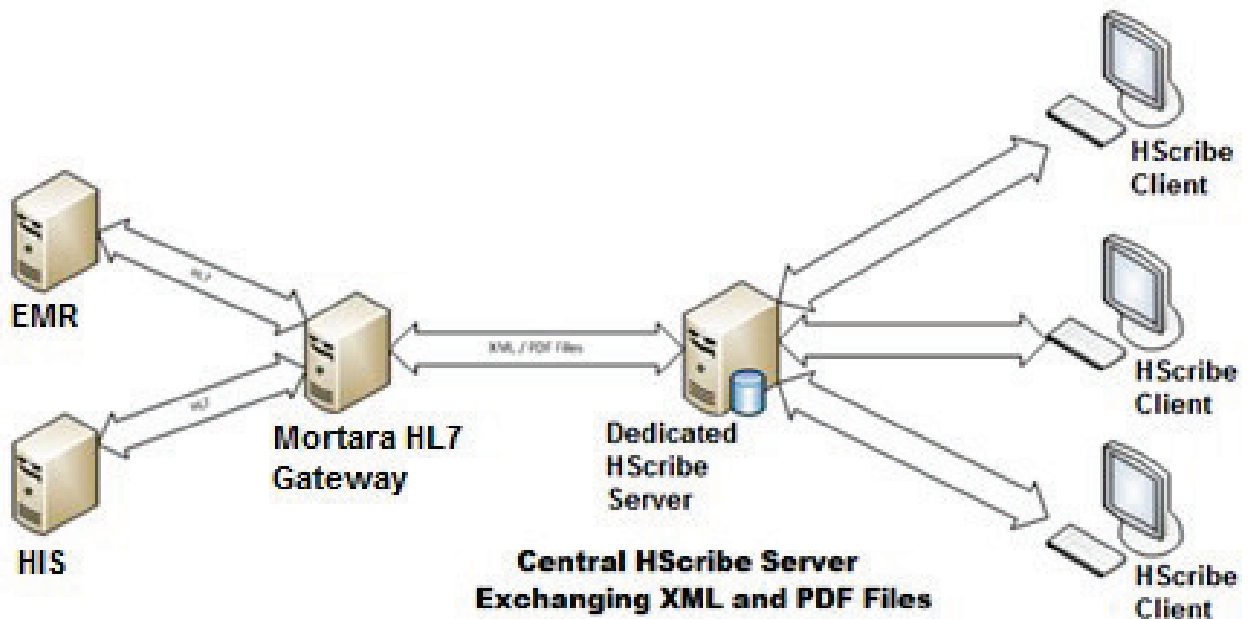 EMR
HL7
HL7
HIS
Mortara HL7
Gateway
XML / PDF Files
Dedicated
HScribe
Server
HScribe
Client
HScribe
Client
HScribe
Client
Central HScribe Server
Exchanging XML and PDF Files